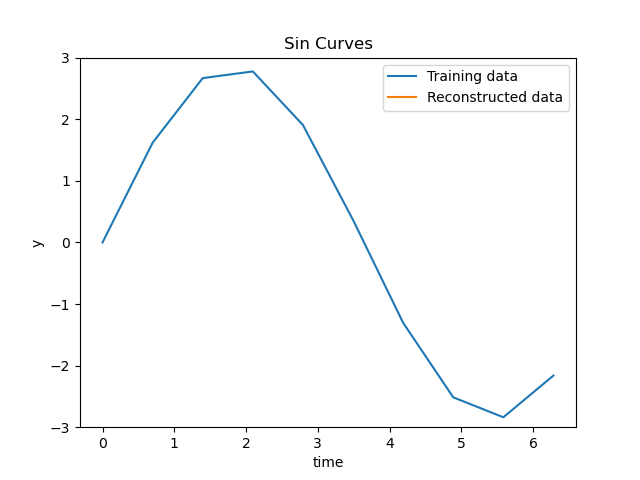 Sin Curves
Training data
Reconstructed data
3
2
1
0
−1
−2
−3
y
0 1 2 3 4 5 6
time